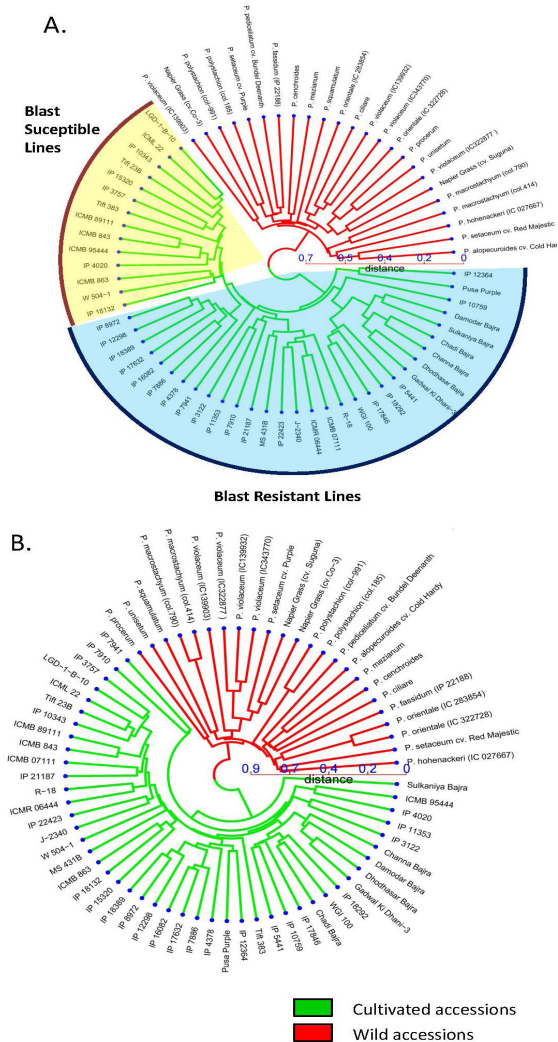 A.
Blast
Suceptible
Lines
P. violaceum (IC139903)
Napier Grass (cv.Co-3)
P. polystachion (col-991)
P. polystachion (col.185)
P. setaceum cv. Purple
P. pedicellatum cv. Bundel Deenanth
P. fassidum (IP 22188)
P. cenchroides
P. mezianum
P. squamulatum
P. orientale (IC 283854)
P. ciliare
P. violaceum (IC139932)
P. violaceum (IC343770)
P. orientale (IC 322728)
P. procerum
P. unisetum
P. violaceum (IC322877 )
Napier Grass (cv. Suguna)
P. macrostachyum (col.790)
P. macrostachyum (col.414)
P. hohenackeri (IC 027667)
P. setaceum cv. Red Majestic
P. alopecuroides cv. Cold Har
0.7 0.5 0.4 0.2 0
distance
IP 12364
Pusa Purple
IP 10759
Damodar Bajra
Sulkaniya Bajra
Chadi Bajra
Channa Bajra
Dhodhasar Bajra
Gadwal Ki Dhani-3
IP 5441
IP 18292
IP 17846
WGI 100
R-18
ICMB 07111
ICMR 06444
J-2340
IP 22423
MS 431B
IP 21187
IP 7910
IP 11353
IP 3122
IP 7941
IP 4378
IP 7886
IP 16082
IP 17632
IP 18389
IP 12298
IP 8972
IP 18132
W 504-1
ICMB 863
IP 4020
ICMB 95444
ICMB 843
ICMB 89111
Tift 383
IP 3757
IP 15320
Tift 23B
IP 10343
ICML 22
LGD-1-B-10
Blast Resistant Lines
B.
P. procerum
P. unisetum
P. squamulatum
P. macrostachyum (col.790)
P. macrostachyum (col.414)
P. violaceum (IC139903)
P. violaceum (IC322877 )
P. violaceum (IC139932)
P. violaceum (IC343770)
P. setaceum cv. Purple
Napier Grass (cv. Suguna)
Napier Grass (cv.Co-3)
P. polystachion (col-991)
P. polystachion (col.185)
P. pedicellatum cv. Bundel Deenanth
P. alopecuroides cv. Cold Hardy
P. mezianum
P. cenchroides
P. ciliare
P. fassidum (IP 22188)
P. orientale (IC 283854)
P. orientale (IC 322728)
P. setaceum cv. Red Majestic
P. hohenackeri (IC 027667)
0.9 0.7 0.4 0.2 0
distance
Sulkaniya Bajra
ICMB 95444
IP 4020
IP 11353
IP 3122
Channa Bajra
Damodar Bajra
Dhodhasar Bajra
Gadwal Ki Dhani-3
IP 18292
WGI 100
Chadi Bajra
IP 17846
IP 10759
IP 5441
Tift 383
IP 12364
Pusa Purple
IP 4378
IP 7886
IP 17632
IP 16082
IP 12298
IP 8972
IP 18389
IP 15320
IP 18132
ICMB 863
MS 431B
W 504-1
J-2340
IP 22423
ICMR 06444
R-18
IP 21187
ICMB 07111
ICMB 843
ICMB 89111
IP 10343
Tift 23B
ICML 22
LGD-1-B-10
IP 3757
IP 7910
IP 7941
Cultivated accessions
Wild accessions